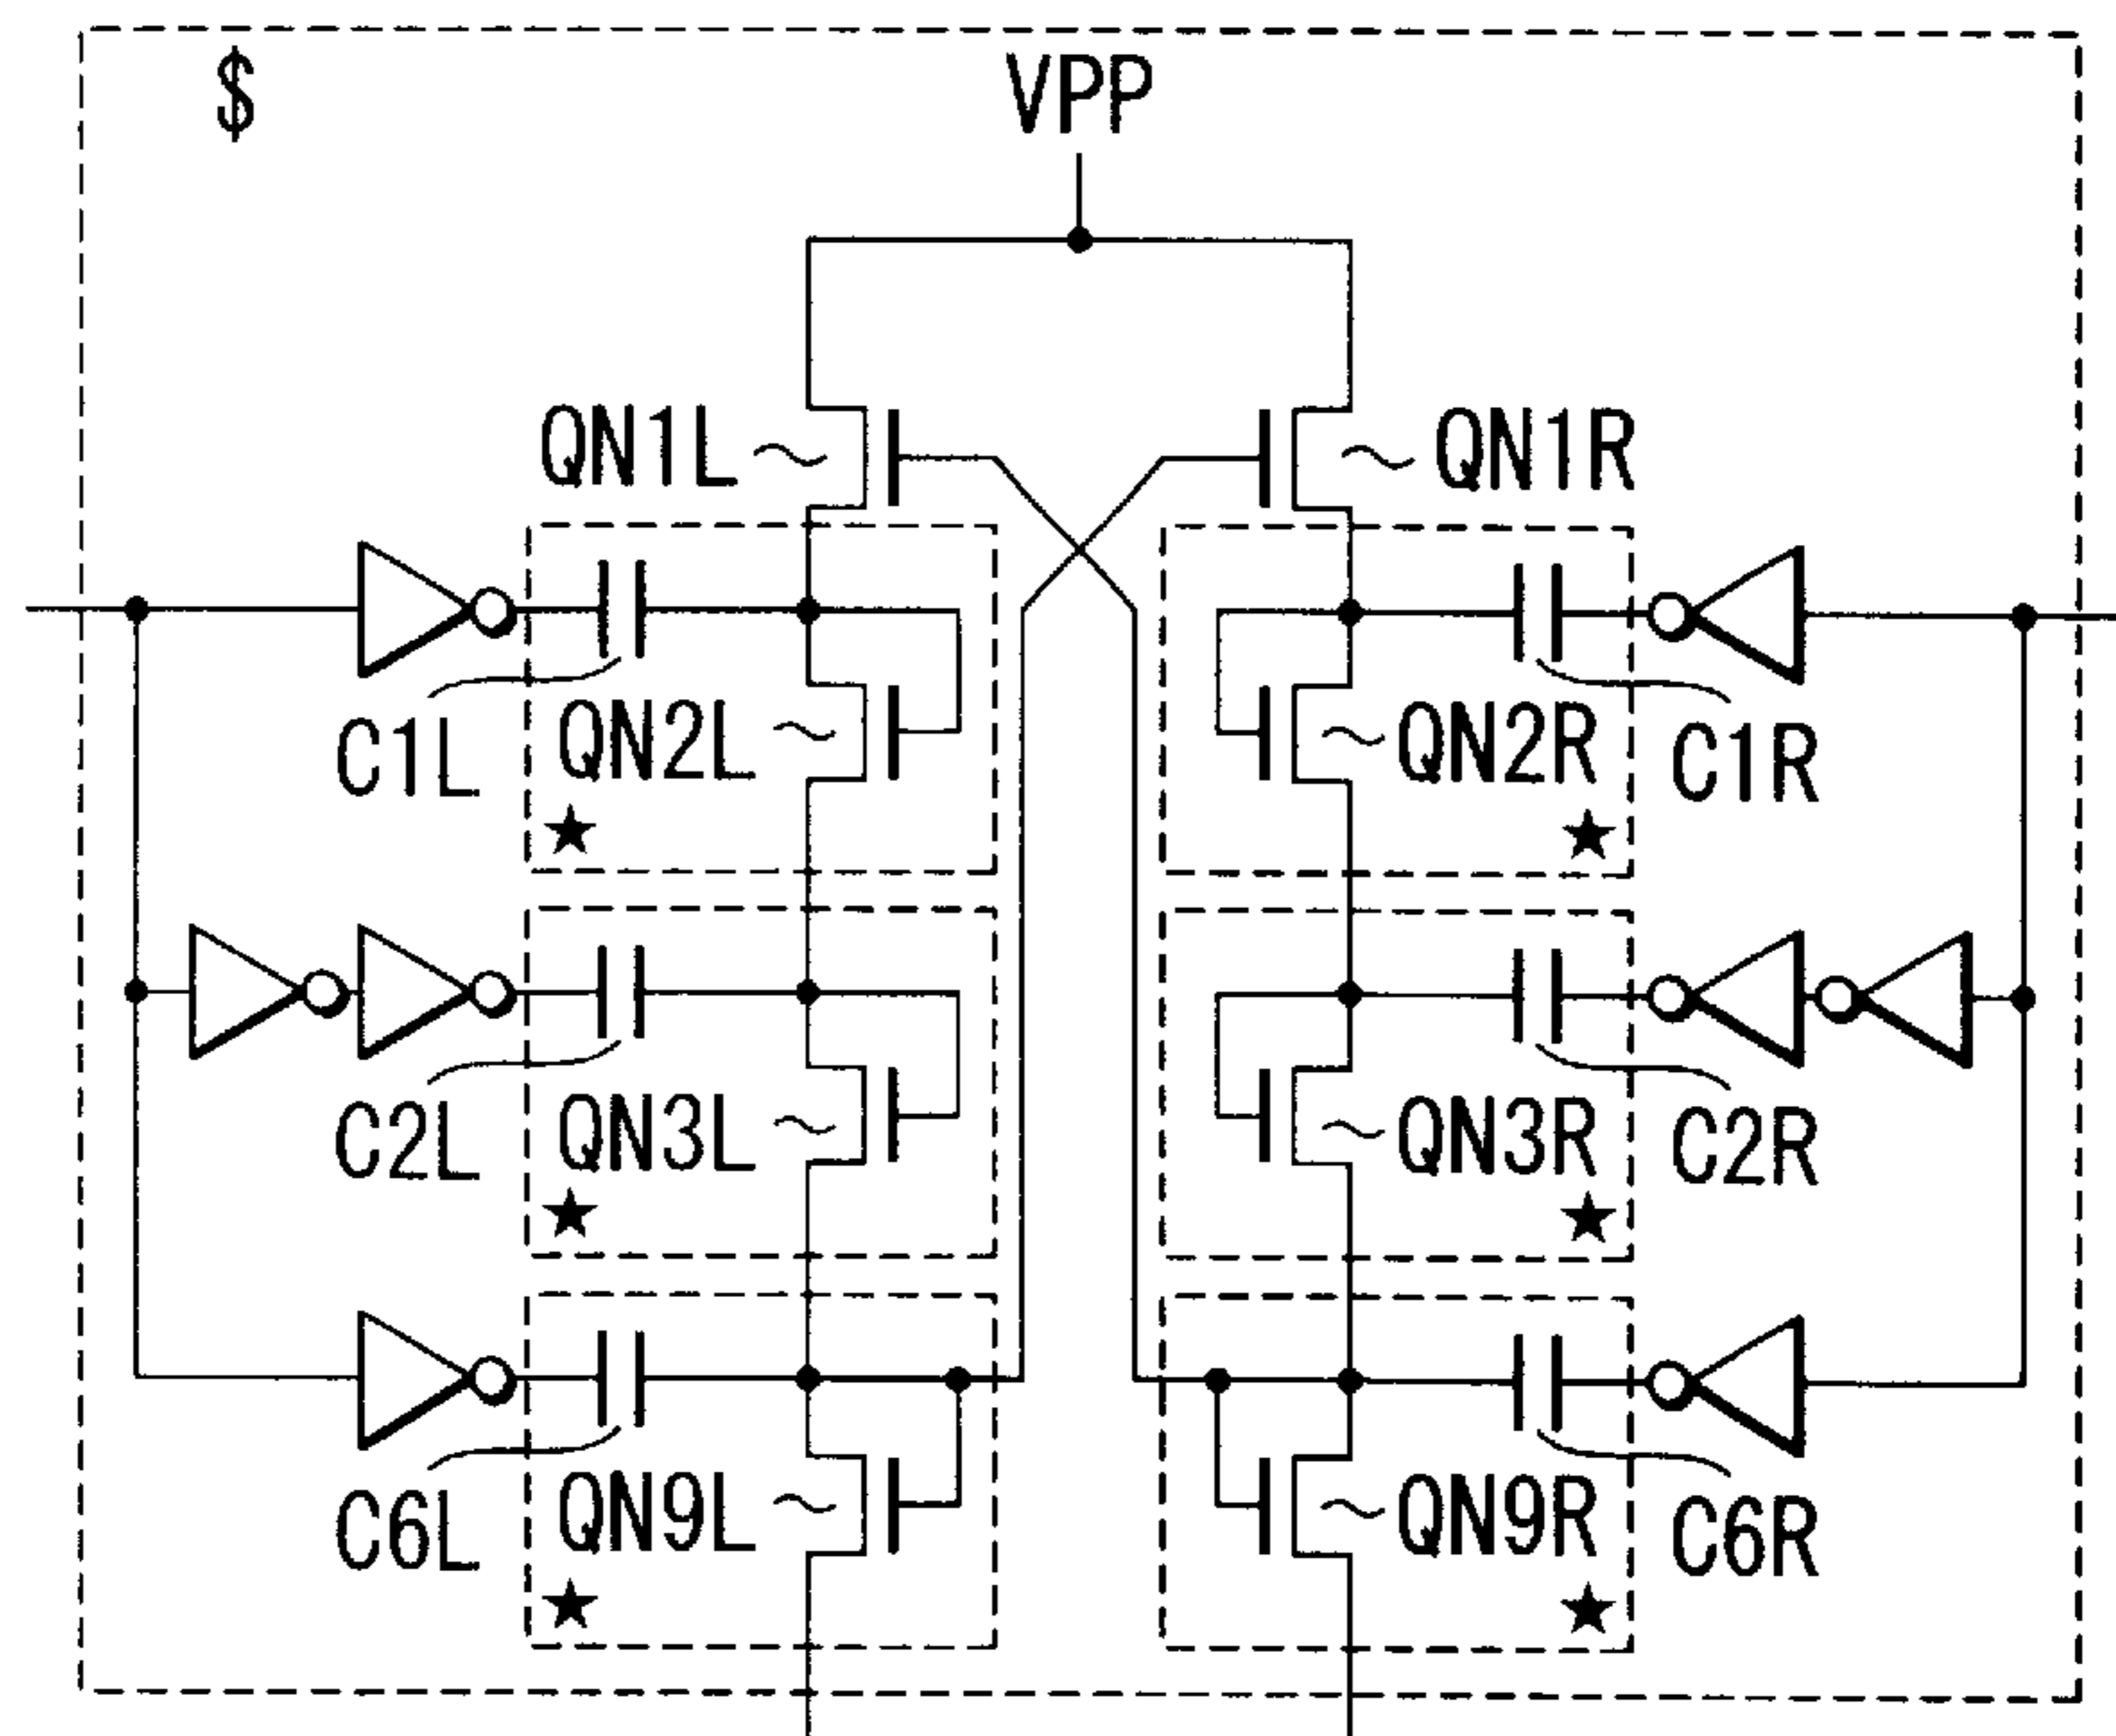 $
VPP
QN1L QN1R
C1L QN2L QN2R C1R
★ ★
C2L QN3L QN3R C2R
★ ★
C6L QN9L QN9R C6R
★ ★